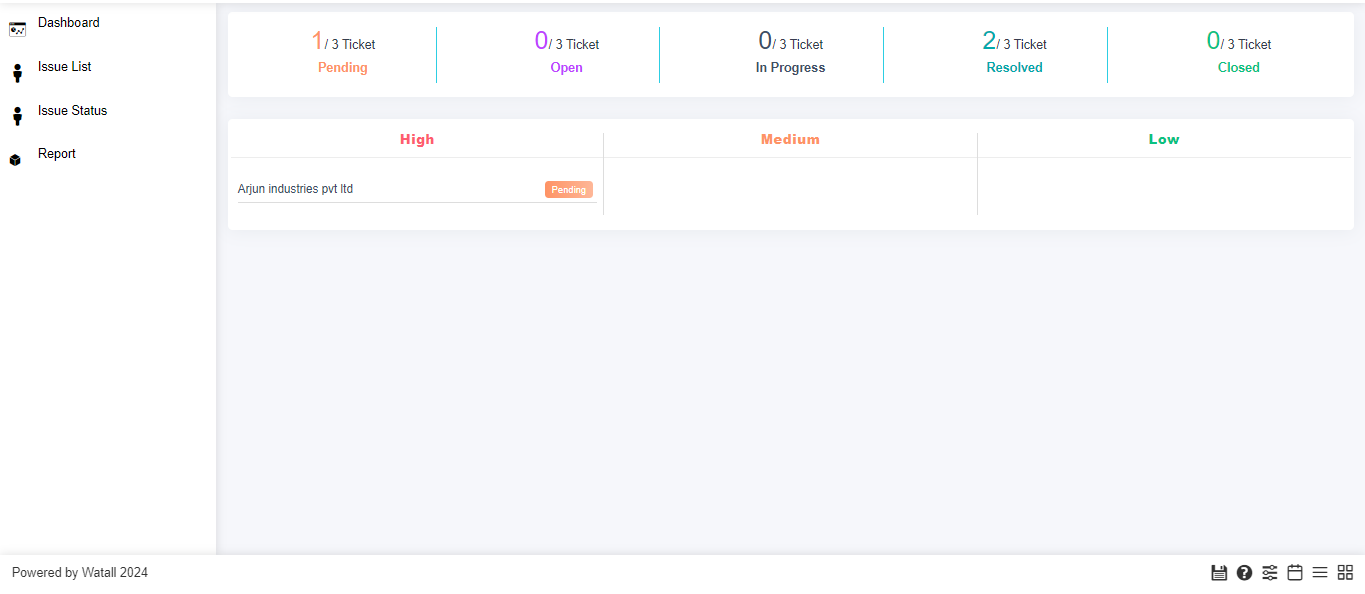 Dashboard
Issue List
Issue Status
Report
1/ 3 Ticket
Pending
0/ 3 Ticket
Open
0/ 3 Ticket
In Progress
2/ 3 Ticket
Resolved
0/ 3 Ticket
Closed
High
Medium
Low
Arjun industries pvt ltd
Pending
Powered by Watall 2024